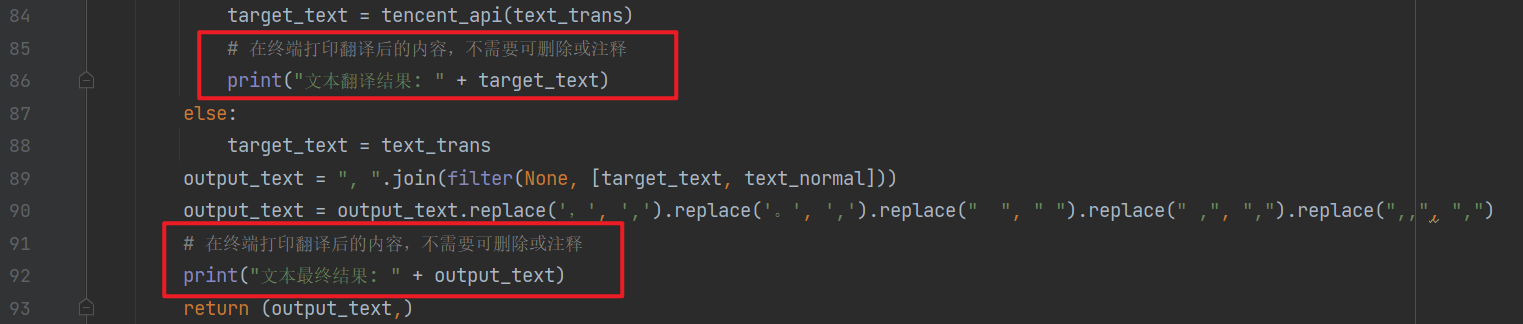 84 target_text = tencent_api(text_trans)
85 # 在终端打印翻译后的内容，不需要可删除或注释
86 print("文本翻译结果: " + target_text)
87 else:
88 target_text = text_trans
89 output_text = ", ".join(filter(None, [target_text, text_normal]))
90 output_text = output_text.replace('，', ',').replace('。', ',').replace("  ", " ").replace(" ,", ",").replace(",,", ",")
91 # 在终端打印翻译后的内容，不需要可删除或注释
92 print("文本最终结果: " + output_text)
93 return (output_text,)